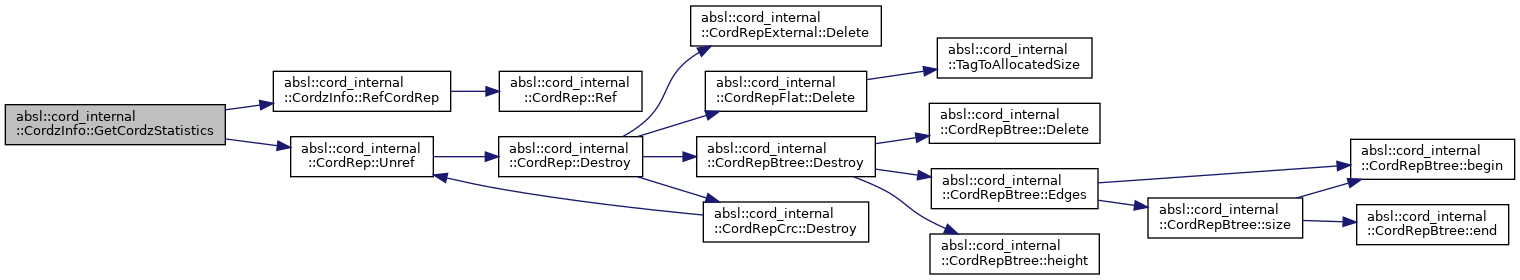 absl::cord_internal
::CordzInfo::GetCordzStatistics
absl::cord_internal
::CordzInfo::RefCordRep
absl::cord_internal
::CordRep::Ref
absl::cord_internal
::CordRep::Unref
absl::cord_internal
::CordRep::Destroy
absl::cord_internal
::CordRepExternal::Delete
absl::cord_internal
::CordRepFlat::Delete
absl::cord_internal
::TagToAllocatedSize
absl::cord_internal
::CordRepBtree::Destroy
absl::cord_internal
::CordRepCrc::Destroy
absl::cord_internal
::CordRepBtree::Delete
absl::cord_internal
::CordRepBtree::Edges
absl::cord_internal
::CordRepBtree::height
absl::cord_internal
::CordRepBtree::begin
absl::cord_internal
::CordRepBtree::size
absl::cord_internal
::CordRepBtree::end